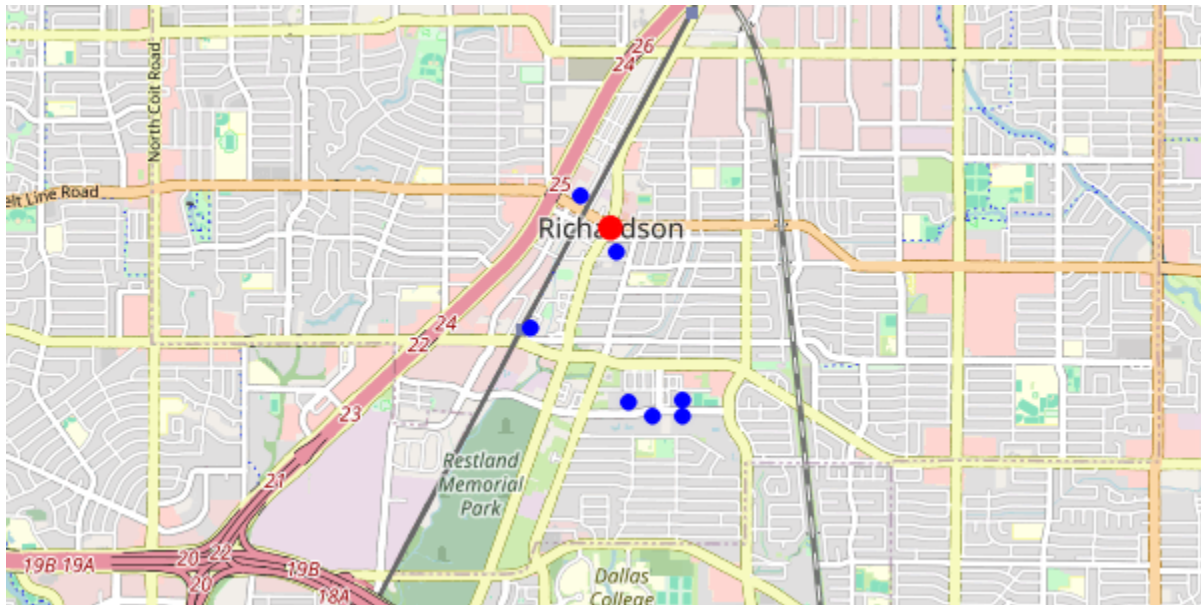 26
24
North Coit Road
25
elt Line Road
Richardson
24
22
23
Restland
Memorial
Park
21
19B 19A
20
22
19B
20
18A
Dallas
College